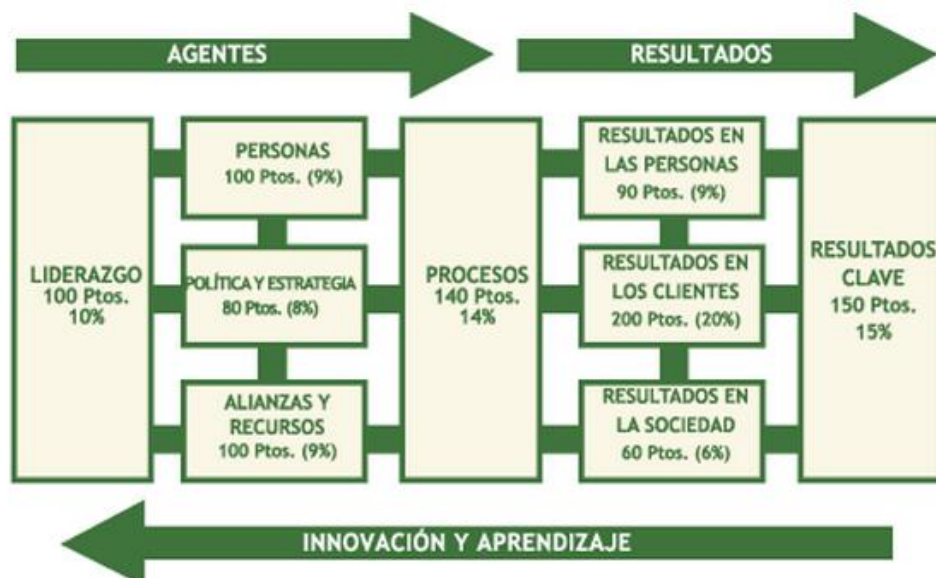 AGENTES
RESULTADOS
LIDERAZGO
100 Ptos.
10%
PERSONAS
100 Ptos. (9%)
POLÍTICA Y ESTRATEGIA
80 Ptos. (8%)
ALIANZAS Y
RECURSOS
100 Ptos. (9%)
PROCESOS
140 Ptos.
14%
RESULTADOS EN
LAS PERSONAS
90 Ptos. (9%)
RESULTADOS EN
LOS CLIENTES
200 Ptos. (20%)
RESULTADOS EN
LA SOCIEDAD
60 Ptos. (6%)
RESULTADOS
CLAVE
150 Ptos.
15%
INNOVACIÓN Y APRENDIZAJE